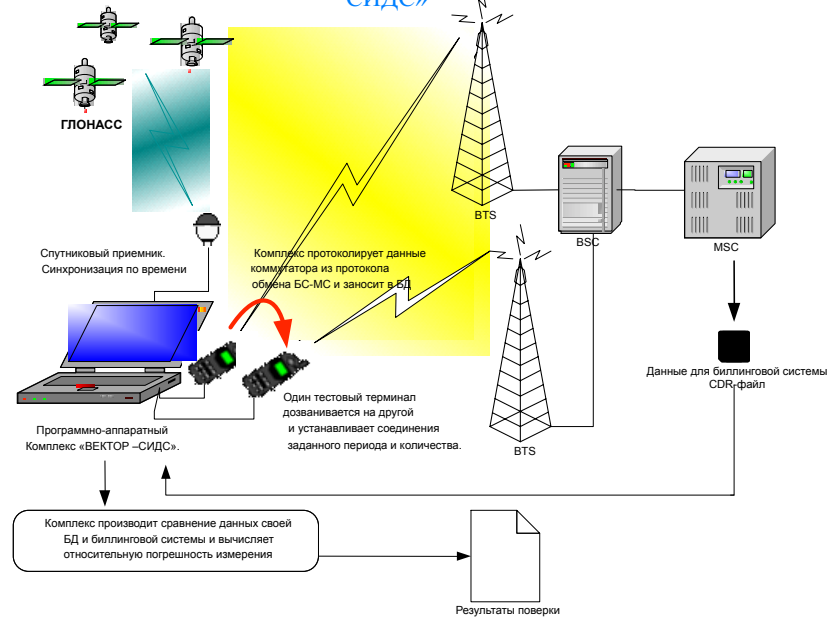 СИДС»
ГЛОНАСС
BTS
BSC
MSC
Спутниковый приемник.
Синхронизация по времени
Комплекс протоколирует данные
коммутатора из протокола
обмена БС-МС и заносит в БД
Данные для биллинговой системы
CDR-файл
Один тестовый терминал
дозванивается на другой
и устанавливает соединения
заданного периода и количества.
BTS
Программно-аппаратный
Комплекс «ВЕКТОР –СИДС».
Комплекс производит сравнение данных своей
БД и биллинговой системы и вычисляет
относительную погрешность измерения
Результаты поверки